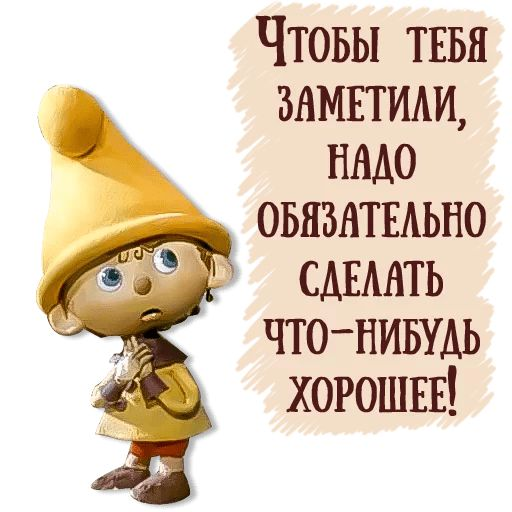 Чтобы тебя
заметили,
надо
обязательно
сделать
что-нибудь
хорошее!